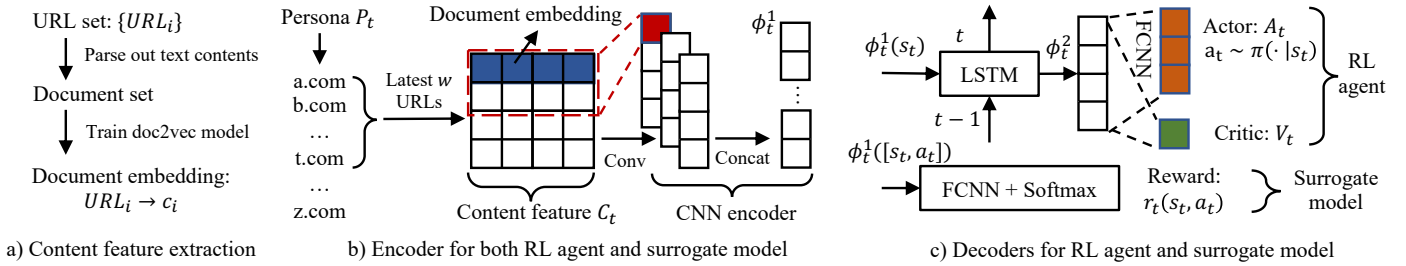 URL set: {URL_i}
Parse out text contents
Document set
Train doc2vec model
Document embedding:
URL_i → c_i
a) Content feature extraction
Persona P_t
a.com
b.com
...
t.com
...
z.com
Latest w
URLs
Document embedding
Content feature C_t
Conv
Concat
ϕ_t^1
CNN encoder
b) Encoder for both RL agent and surrogate model
ϕ_t^1(s_t)
t
LSTM
t − 1
ϕ_t^2
FCNN
Actor: A_t
a_t ~ π(· |s_t)
Critic: V_t
RL
agent
ϕ_t^1([s_t, a_t])
FCNN + Softmax
Reward:
r_t(s_t, a_t)
Surrogate
model
c) Decoders for RL agent and surrogate model